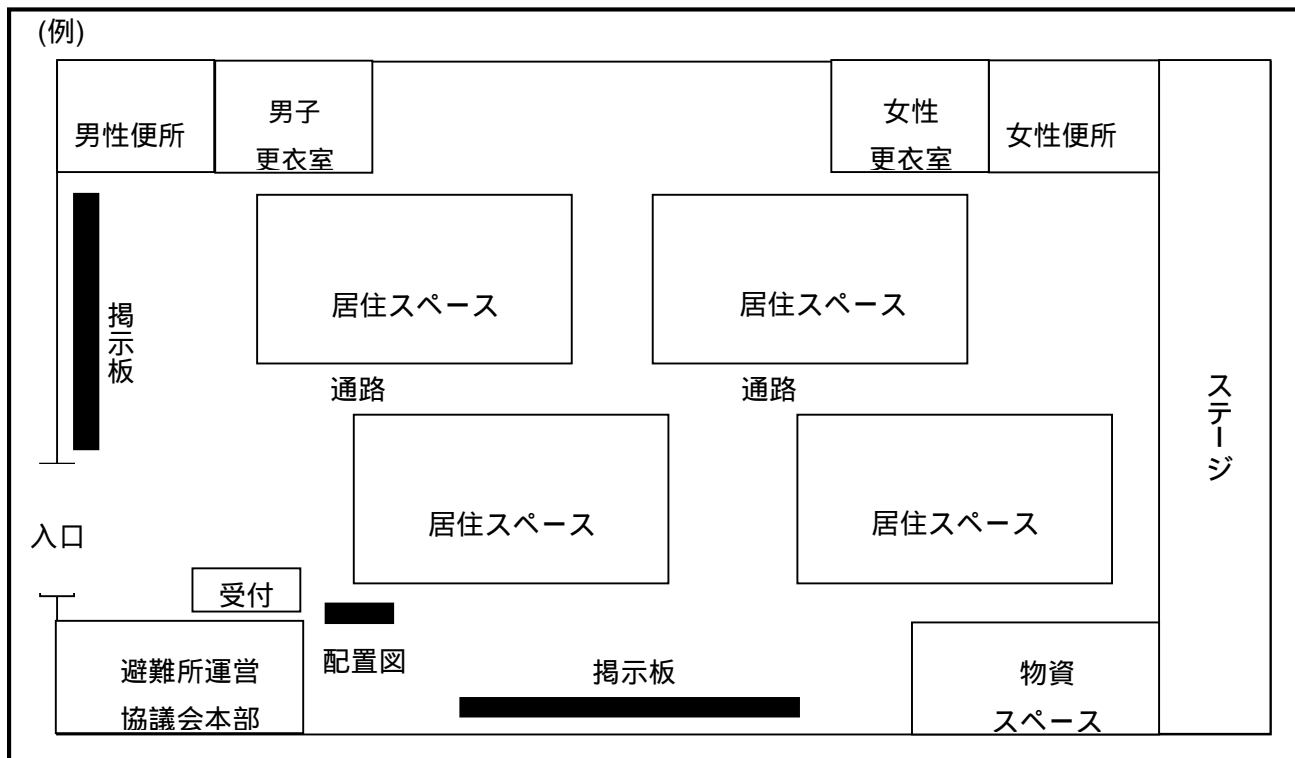 (例)
男性便所
男子
更衣室
女性
更衣室
女性便所
掲示板
居住スペース
居住スペース
通路
通路
ステージ
居住スペース
居住スペース
入口
受付
避難所運営
協議会本部
配置図
掲示板
物資
スペース